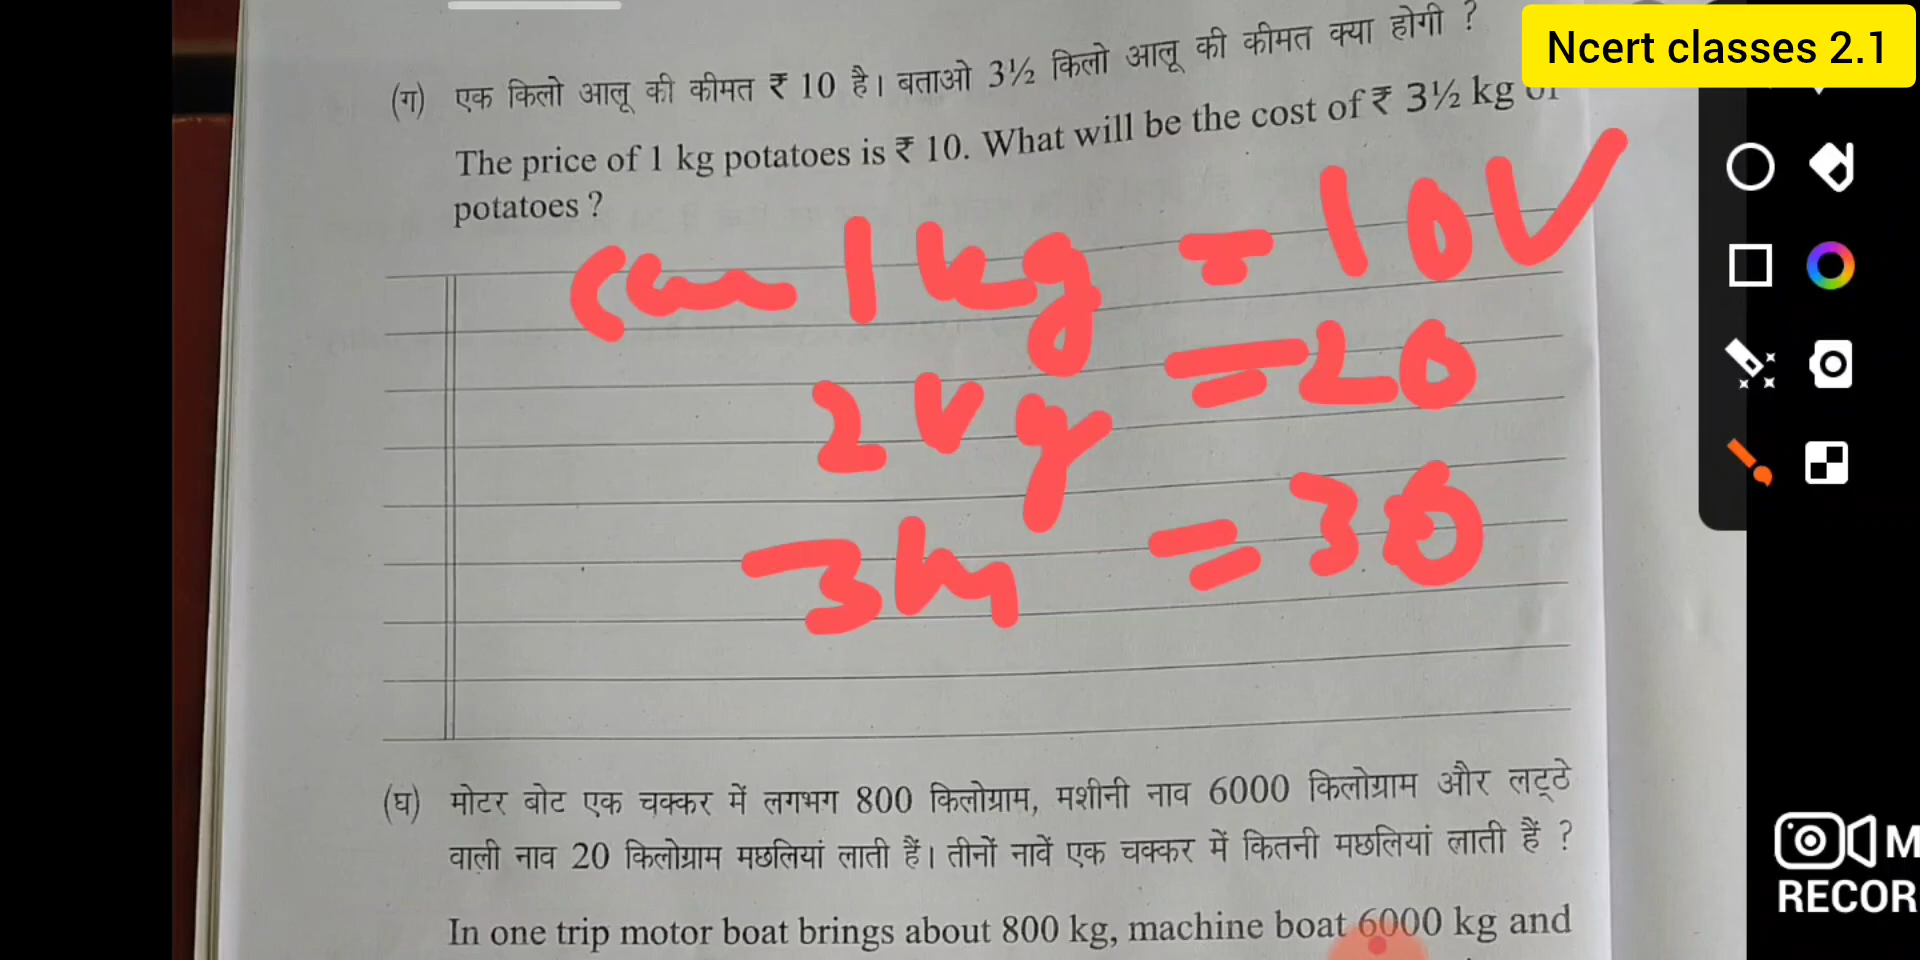 Ncert classes 2.1
(ग) एक किलो आलू की कीमत ₹ 10 है। बताओ 3½ किलो आलू की कीमत क्या होगी ?
The price of 1 kg potatoes is ₹ 10. What will be the cost of ₹ 3½ kg of
potatoes ?
1 kg = 10
2 kg = 20
3 = 30
(घ) मोटर बोट एक चक्कर में लगभग 800 किलोग्राम, मशीनी नाव 6000 किलोग्राम और लट्ठे
वाली नाव 20 किलोग्राम मछलियां लाती हैं। तीनों नावें एक चक्कर में कितनी मछलियां लाती हैं ?
In one trip motor boat brings about 800 kg, machine boat 6000 kg and
M
RECOR